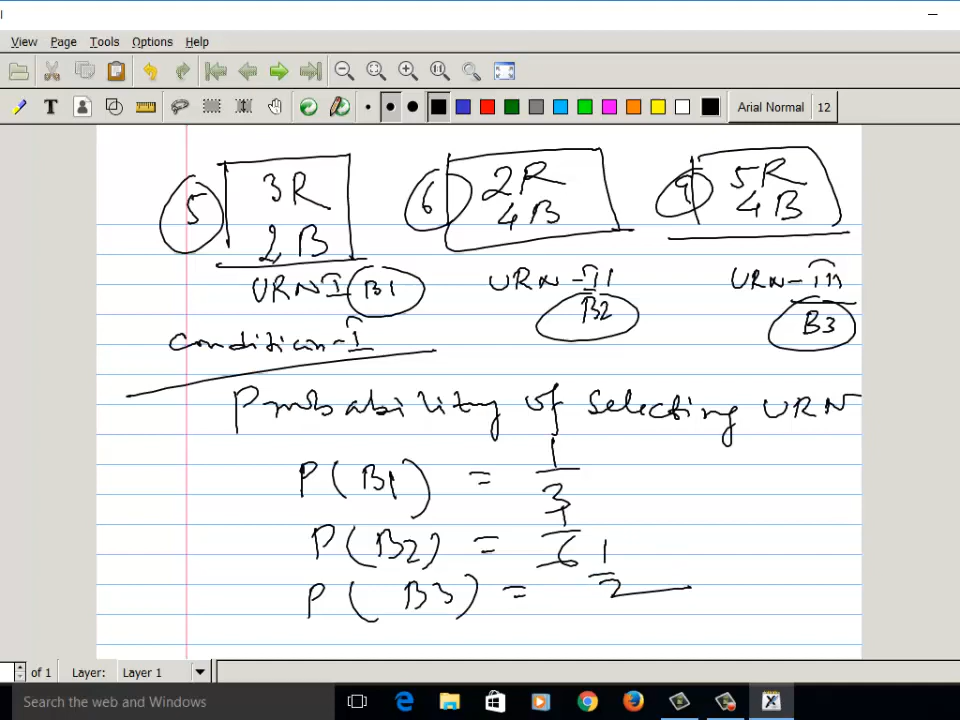 l
View Page Tools Options Help
Arial Normal 12
5 3R 6 2R 9 5R
2B 4B 4B
URN I B1 URN-II URN-III
B2 B3
condition-I
Probability of selecting URN
P(B1) = 1/3
P(B2) = 1/6
P(B3) = 1/2
of 1 Layer: Layer 1
Search the web and Windows